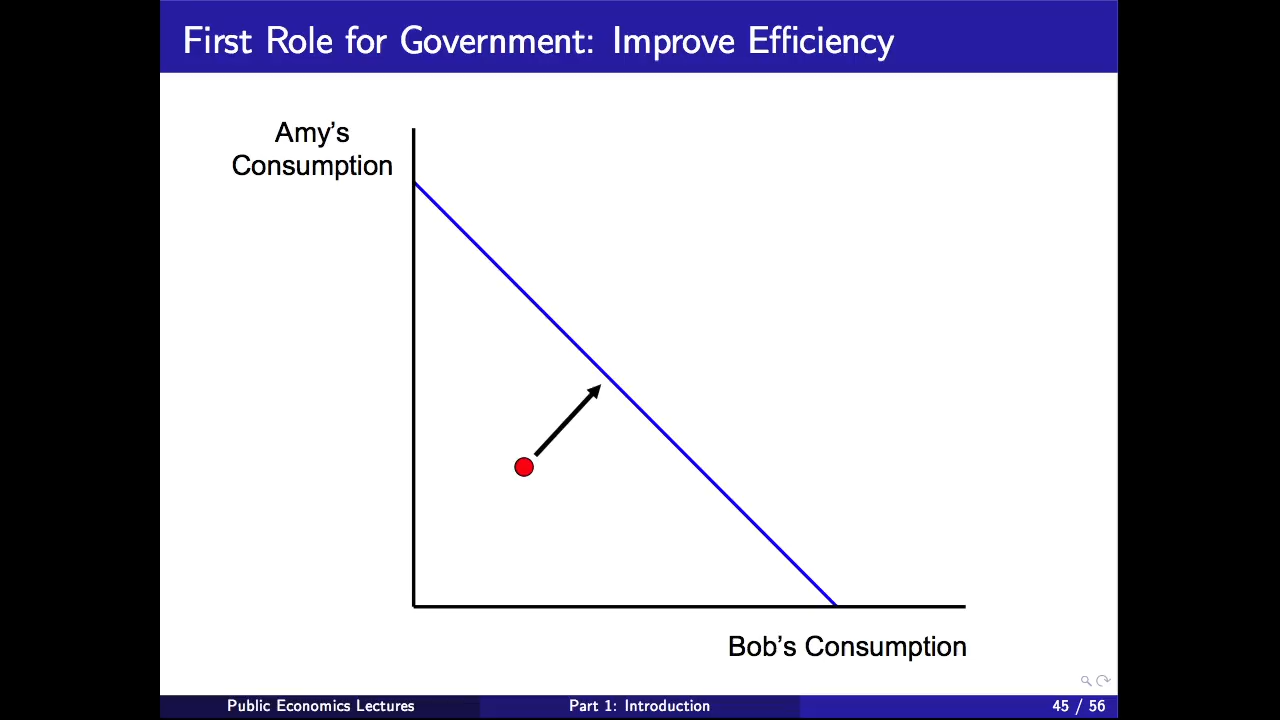 First Role for Government: Improve Efficiency
Amy's
Consumption
Bob's Consumption
Public Economics Lectures
Part 1: Introduction
45 / 56